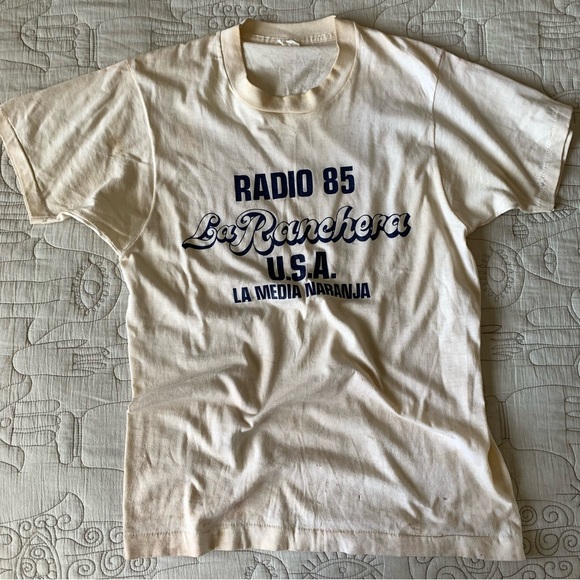 RADIO 85
La Ranchera
U.S.A.
LA MEDIA NARANJA